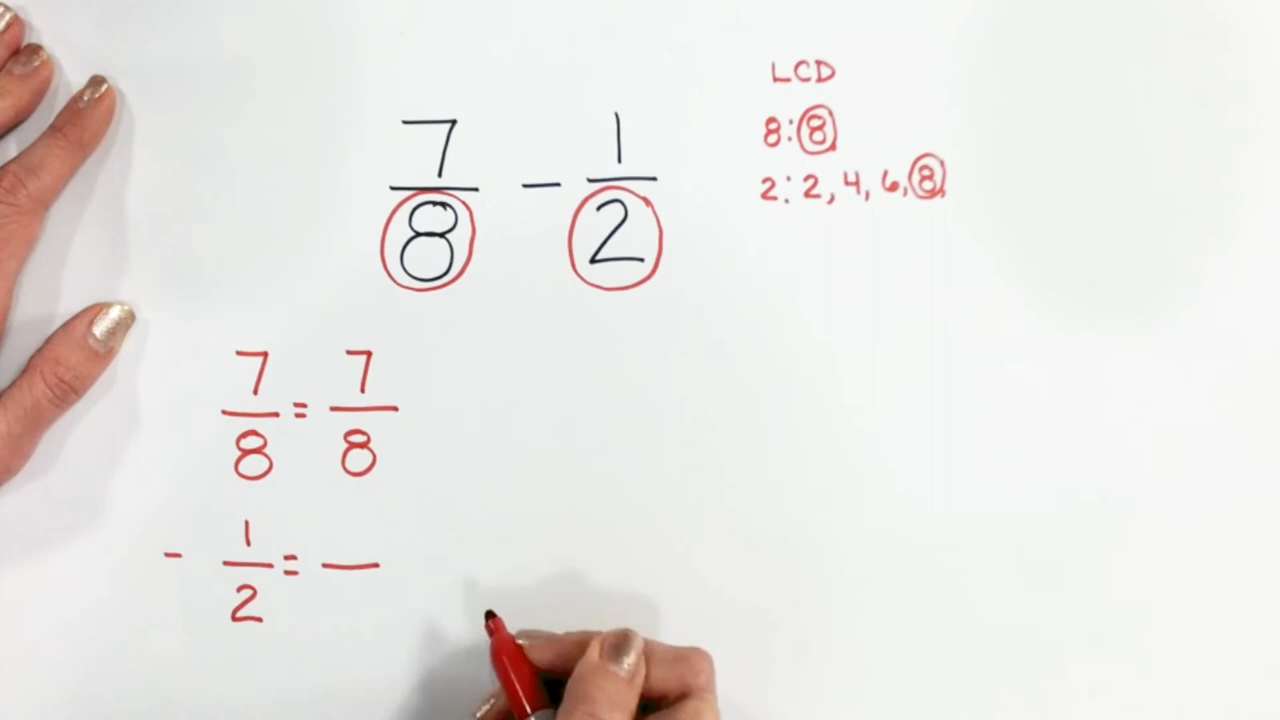 7/8 - 1/2
LCD
8: 8
2: 2, 4, 6, 8
7/8 = 7/8
- 1/2 = —